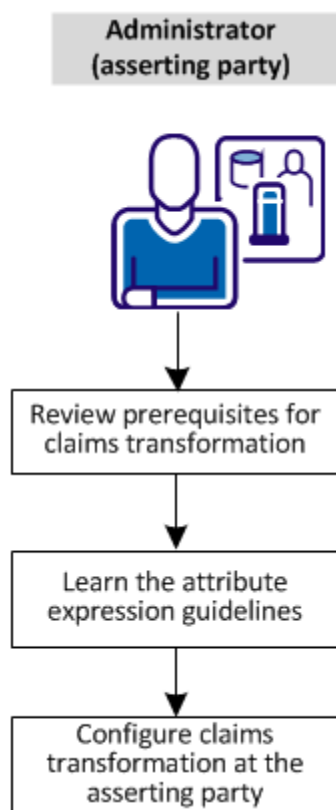 Administrator
(asserting party)
Review prerequisites for
claims transformation
Learn the attribute
expression guidelines
Configure claims
transformation at the
asserting party